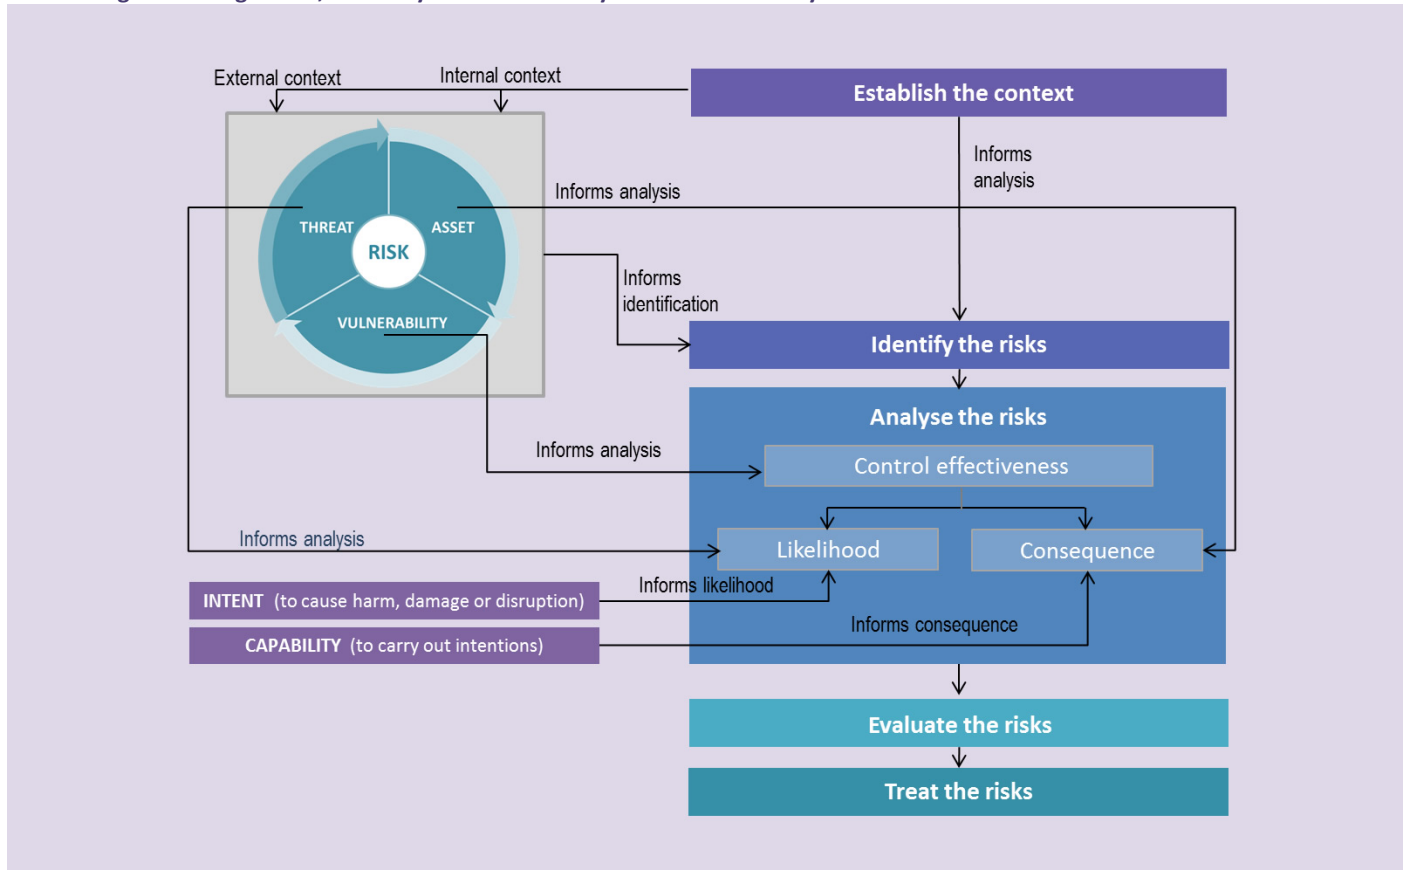 External context
Internal context
Establish the context
Informs
analysis
Informs analysis
THREAT
ASSET
RISK
Informs
identification
VULNERABILITY
Identify the risks
Analyse the risks
Informs analysis
Control effectiveness
Informs analysis
Likelihood
Consequence
Informs likelihood
INTENT (to cause harm, damage or disruption)
Informs consequence
CAPABILITY (to carry out intentions)
Evaluate the risks
Treat the risks